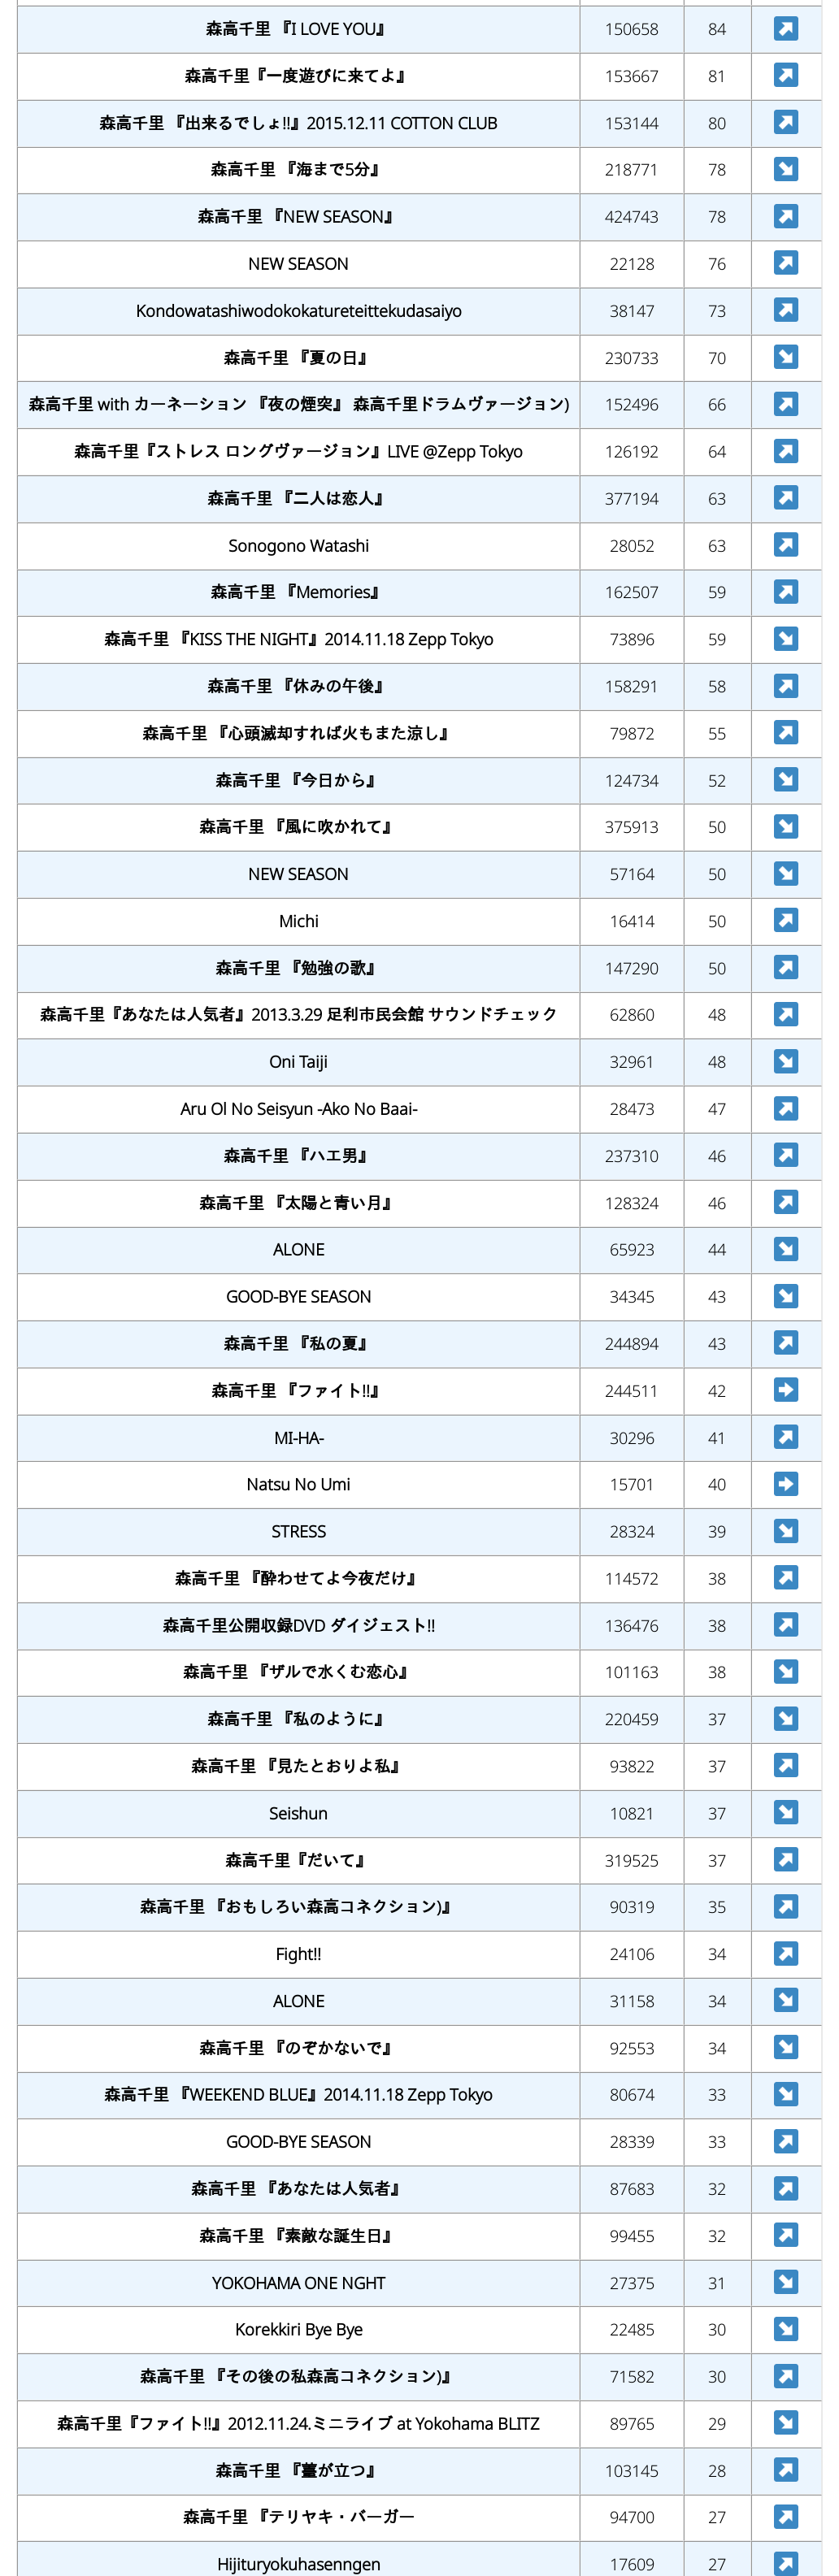 森高千里 『I LOVE YOU』 150658 84
森高千里『一度遊びに来てよ』 153667 81
森高千里 『出来るでしょ!!』2015.12.11 COTTON CLUB 153144 80
森高千里 『海まで5分』 218771 78
森高千里 『NEW SEASON』 424743 78
NEW SEASON 22128 76
Kondowatashiwodokokatureteittekudasaiyo 38147 73
森高千里 『夏の日』 230733 70
森高千里 with カーネーション 『夜の煙突』 森高千里ドラムヴァージョン) 152496 66
森高千里『ストレス ロングヴァージョン』LIVE @Zepp Tokyo 126192 64
森高千里 『二人は恋人』 377194 63
Sonogono Watashi 28052 63
森高千里 『Memories』 162507 59
森高千里 『KISS THE NIGHT』2014.11.18 Zepp Tokyo 73896 59
森高千里 『休みの午後』 158291 58
森高千里 『心頭滅却すれば火もまた涼し』 79872 55
森高千里 『今日から』 124734 52
森高千里 『風に吹かれて』 375913 50
NEW SEASON 57164 50
Michi 16414 50
森高千里 『勉強の歌』 147290 50
森高千里『あなたは人気者』2013.3.29 足利市民会館 サウンドチェック 62860 48
Oni Taiji 32961 48
Aru Ol No Seisyun -Ako No Baai- 28473 47
森高千里 『ハエ男』 237310 46
森高千里 『太陽と青い月』 128324 46
ALONE 65923 44
GOOD-BYE SEASON 34345 43
森高千里 『私の夏』 244894 43
森高千里 『ファイト!!』 244511 42
MI-HA- 30296 41
Natsu No Umi 15701 40
STRESS 28324 39
森高千里 『酔わせてよ今夜だけ』 114572 38
森高千里公開収録DVD ダイジェスト!! 136476 38
森高千里 『ザルで水くむ恋心』 101163 38
森高千里 『私のように』 220459 37
森高千里 『見たとおりよ私』 93822 37
Seishun 10821 37
森高千里『だいて』 319525 37
森高千里 『おもしろい森高コネクション)』 90319 35
Fight!! 24106 34
ALONE 31158 34
森高千里 『のぞかないで』 92553 34
森高千里 『WEEKEND BLUE』2014.11.18 Zepp Tokyo 80674 33
GOOD-BYE SEASON 28339 33
森高千里 『あなたは人気者』 87683 32
森高千里 『素敵な誕生日』 99455 32
YOKOHAMA ONE NGHT 27375 31
Korekkiri Bye Bye 22485 30
森高千里 『その後の私森高コネクション)』 71582 30
森高千里『ファイト!!』2012.11.24.ミニライブ at Yokohama BLITZ 89765 29
森高千里 『薹が立つ』 103145 28
森高千里 『テリヤキ・バーガー 94700 27
Hijituryokuhasenngen 17609 27